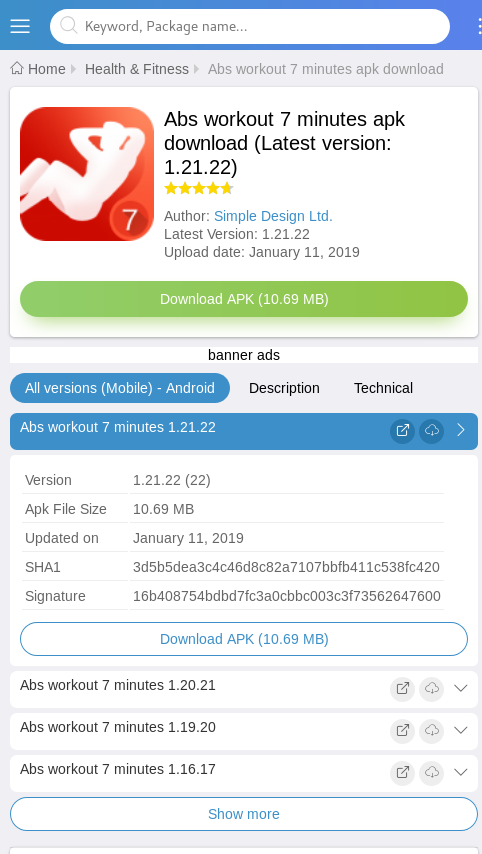 Keyword, Package name...
Home Health & Fitness Abs workout 7 minutes apk download
7
Abs workout 7 minutes apk
download (Latest version:
1.21.22)
Author: Simple Design Ltd.
Latest Version: 1.21.22
Upload date: January 11, 2019
Download APK (10.69 MB)
banner ads
All versions (Mobile) - Android Description Technical
Abs workout 7 minutes 1.21.22
Version 1.21.22 (22)
Apk File Size 10.69 MB
Updated on January 11, 2019
SHA1 3d5b5dea3c4c46d8c82a7107bbfb411c538fc420
Signature 16b408754bdbd7fc3a0cbbc003c3f73562647600
Download APK (10.69 MB)
Abs workout 7 minutes 1.20.21
Abs workout 7 minutes 1.19.20
Abs workout 7 minutes 1.16.17
Show more